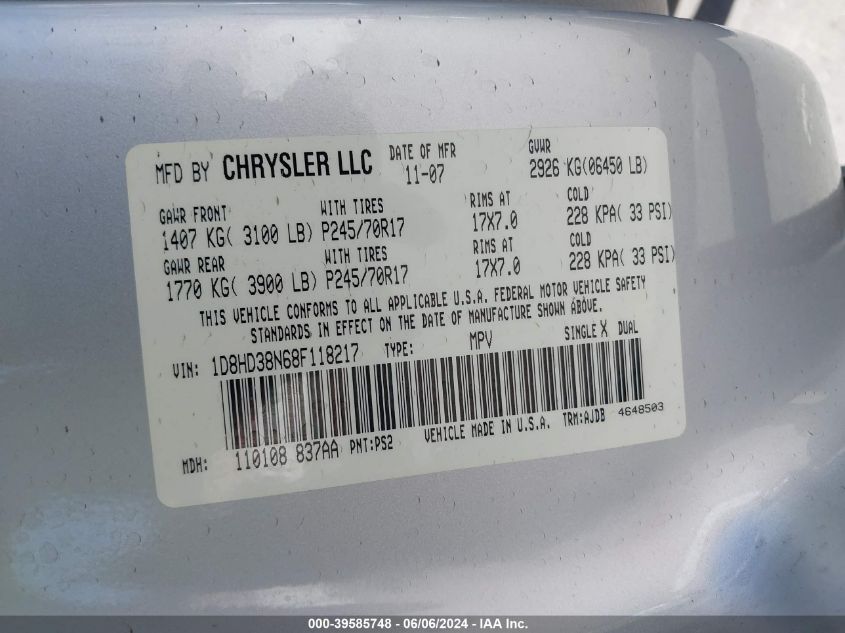 MFD BY CHRYSLER LLC DATE OF MFR 11-07 GVWR 2926 KG(06450 LB)
GAWR FRONT WITH TIRES RIMS AT COLD
1407 KG( 3100 LB) P245/70R17 17X7.0 228 KPA( 33 PSI)
GAWR REAR WITH TIRES RIMS AT COLD
1770 KG( 3900 LB) P245/70R17 17X7.0 228 KPA( 33 PSI)
THIS VEHICLE CONFORMS TO ALL APPLICABLE U.S.A. FEDERAL MOTOR VEHICLE SAFETY
STANDARDS IN EFFECT ON THE DATE OF MANUFACTURE SHOWN ABOVE.
VIN: 1D8HD38N68F118217 TYPE: MPV SINGLE X DUAL
MDH: 110108 837AA PNT:PS2 VEHICLE MADE IN U.S.A. TRM:AJDB 4648503
000-39585748 - 06/06/2024 - IAA Inc.